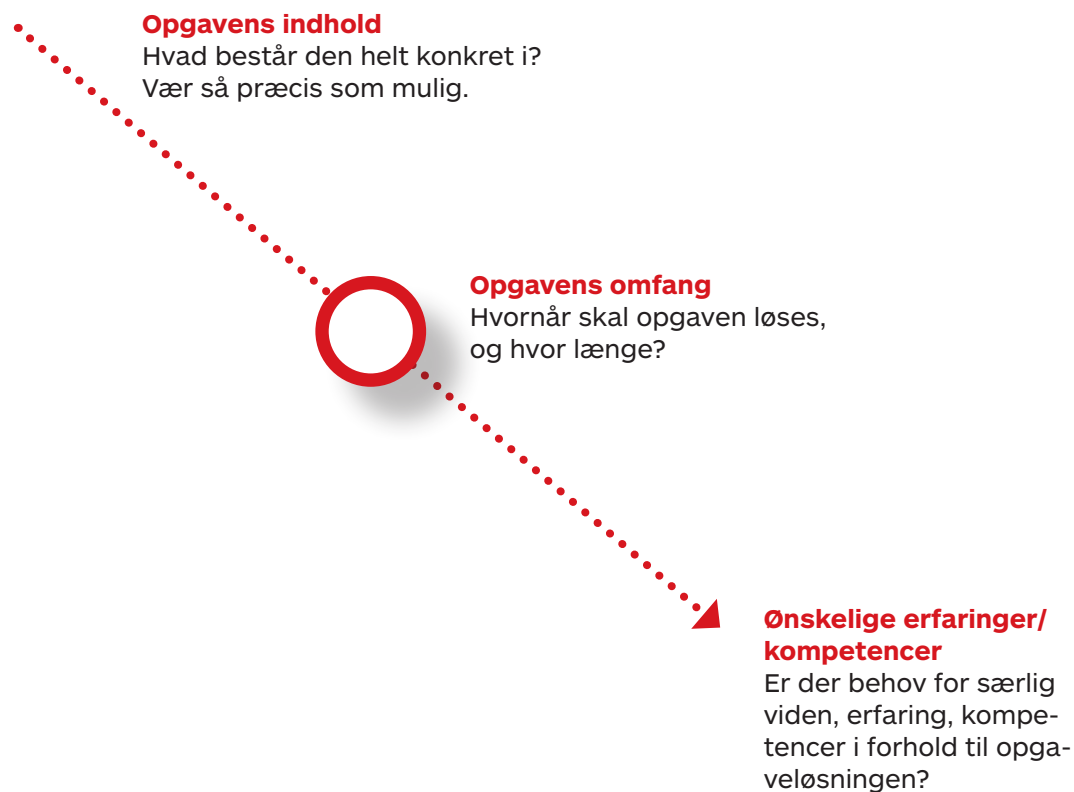 Opgavens indhold
Hvad består den helt konkret i?
Vær så præcis som mulig.
Opgavens omfang
Hvornår skal opgaven løses,
og hvor længe?
Ønskelige erfaringer/
kompetencer
Er der behov for særlig
viden, erfaring, kompe-
tencer i forhold til opga-
veløsningen?